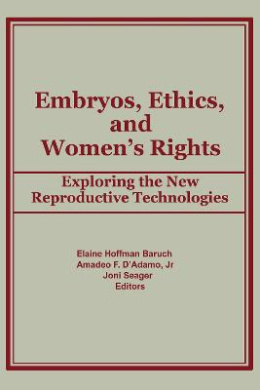 Embryos, Ethics,
and
Women's Rights
Exploring the New
Reproductive Technologies
Elaine Hoffman Baruch
Amadeo F. D'Adamo, Jr
Joni Seager
Editors